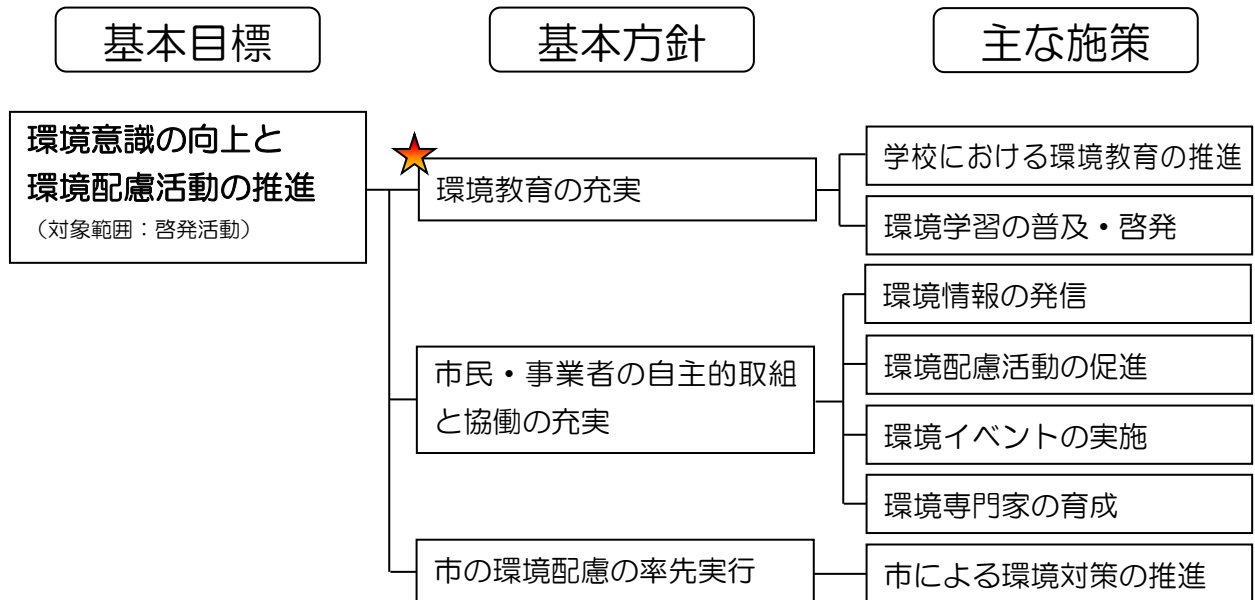 基本目標
基本方針
主な施策
環境意識の向上と
環境配慮活動の推進
（対象範囲：啓発活動）
環境教育の充実
学校における環境教育の推進
環境学習の普及・啓発
市民・事業者の自主的取組
と協働の充実
環境情報の発信
環境配慮活動の促進
環境イベントの実施
環境専門家の育成
市の環境配慮の率先実行
市による環境対策の推進